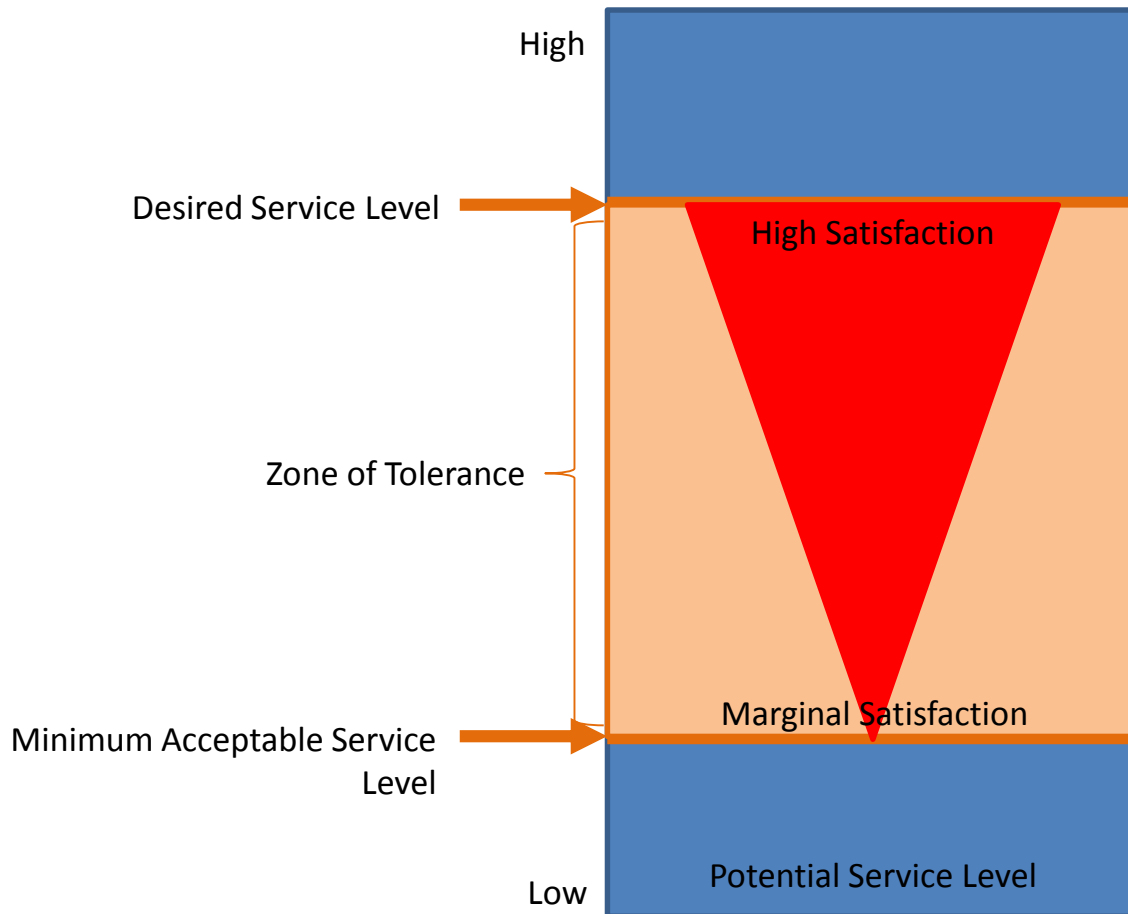 High
Desired Service Level
High Satisfaction
Zone of Tolerance
Marginal Satisfaction
Minimum Acceptable Service
Level
Potential Service Level
Low